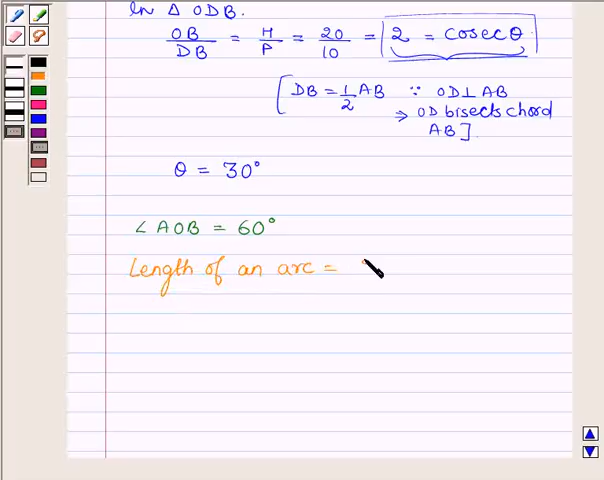 In Δ ODB.
OB/DB = H/P = 20/10 = 2 = cosecθ
[DB = 1/2 AB ∵ OD⊥AB
⇒ OD bisects chord
AB].
θ = 30°
∠AOB = 60°
Length of an arc =